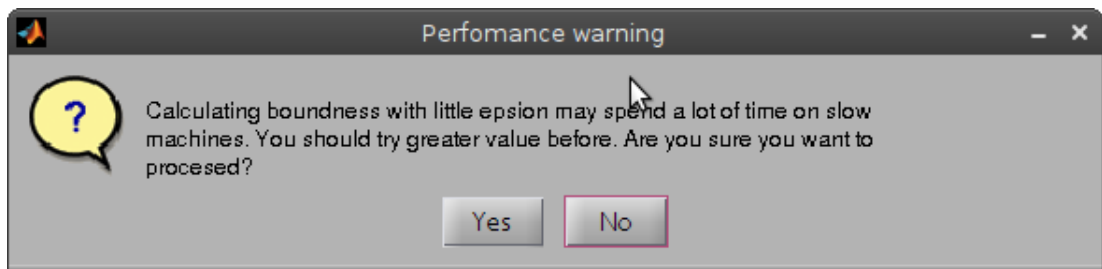 Perfomance warning
?
Calculating boundness with little epsion may spend a lot of time on slow
machines. You should try greater value before. Are you sure you want to
procesed?
Yes No